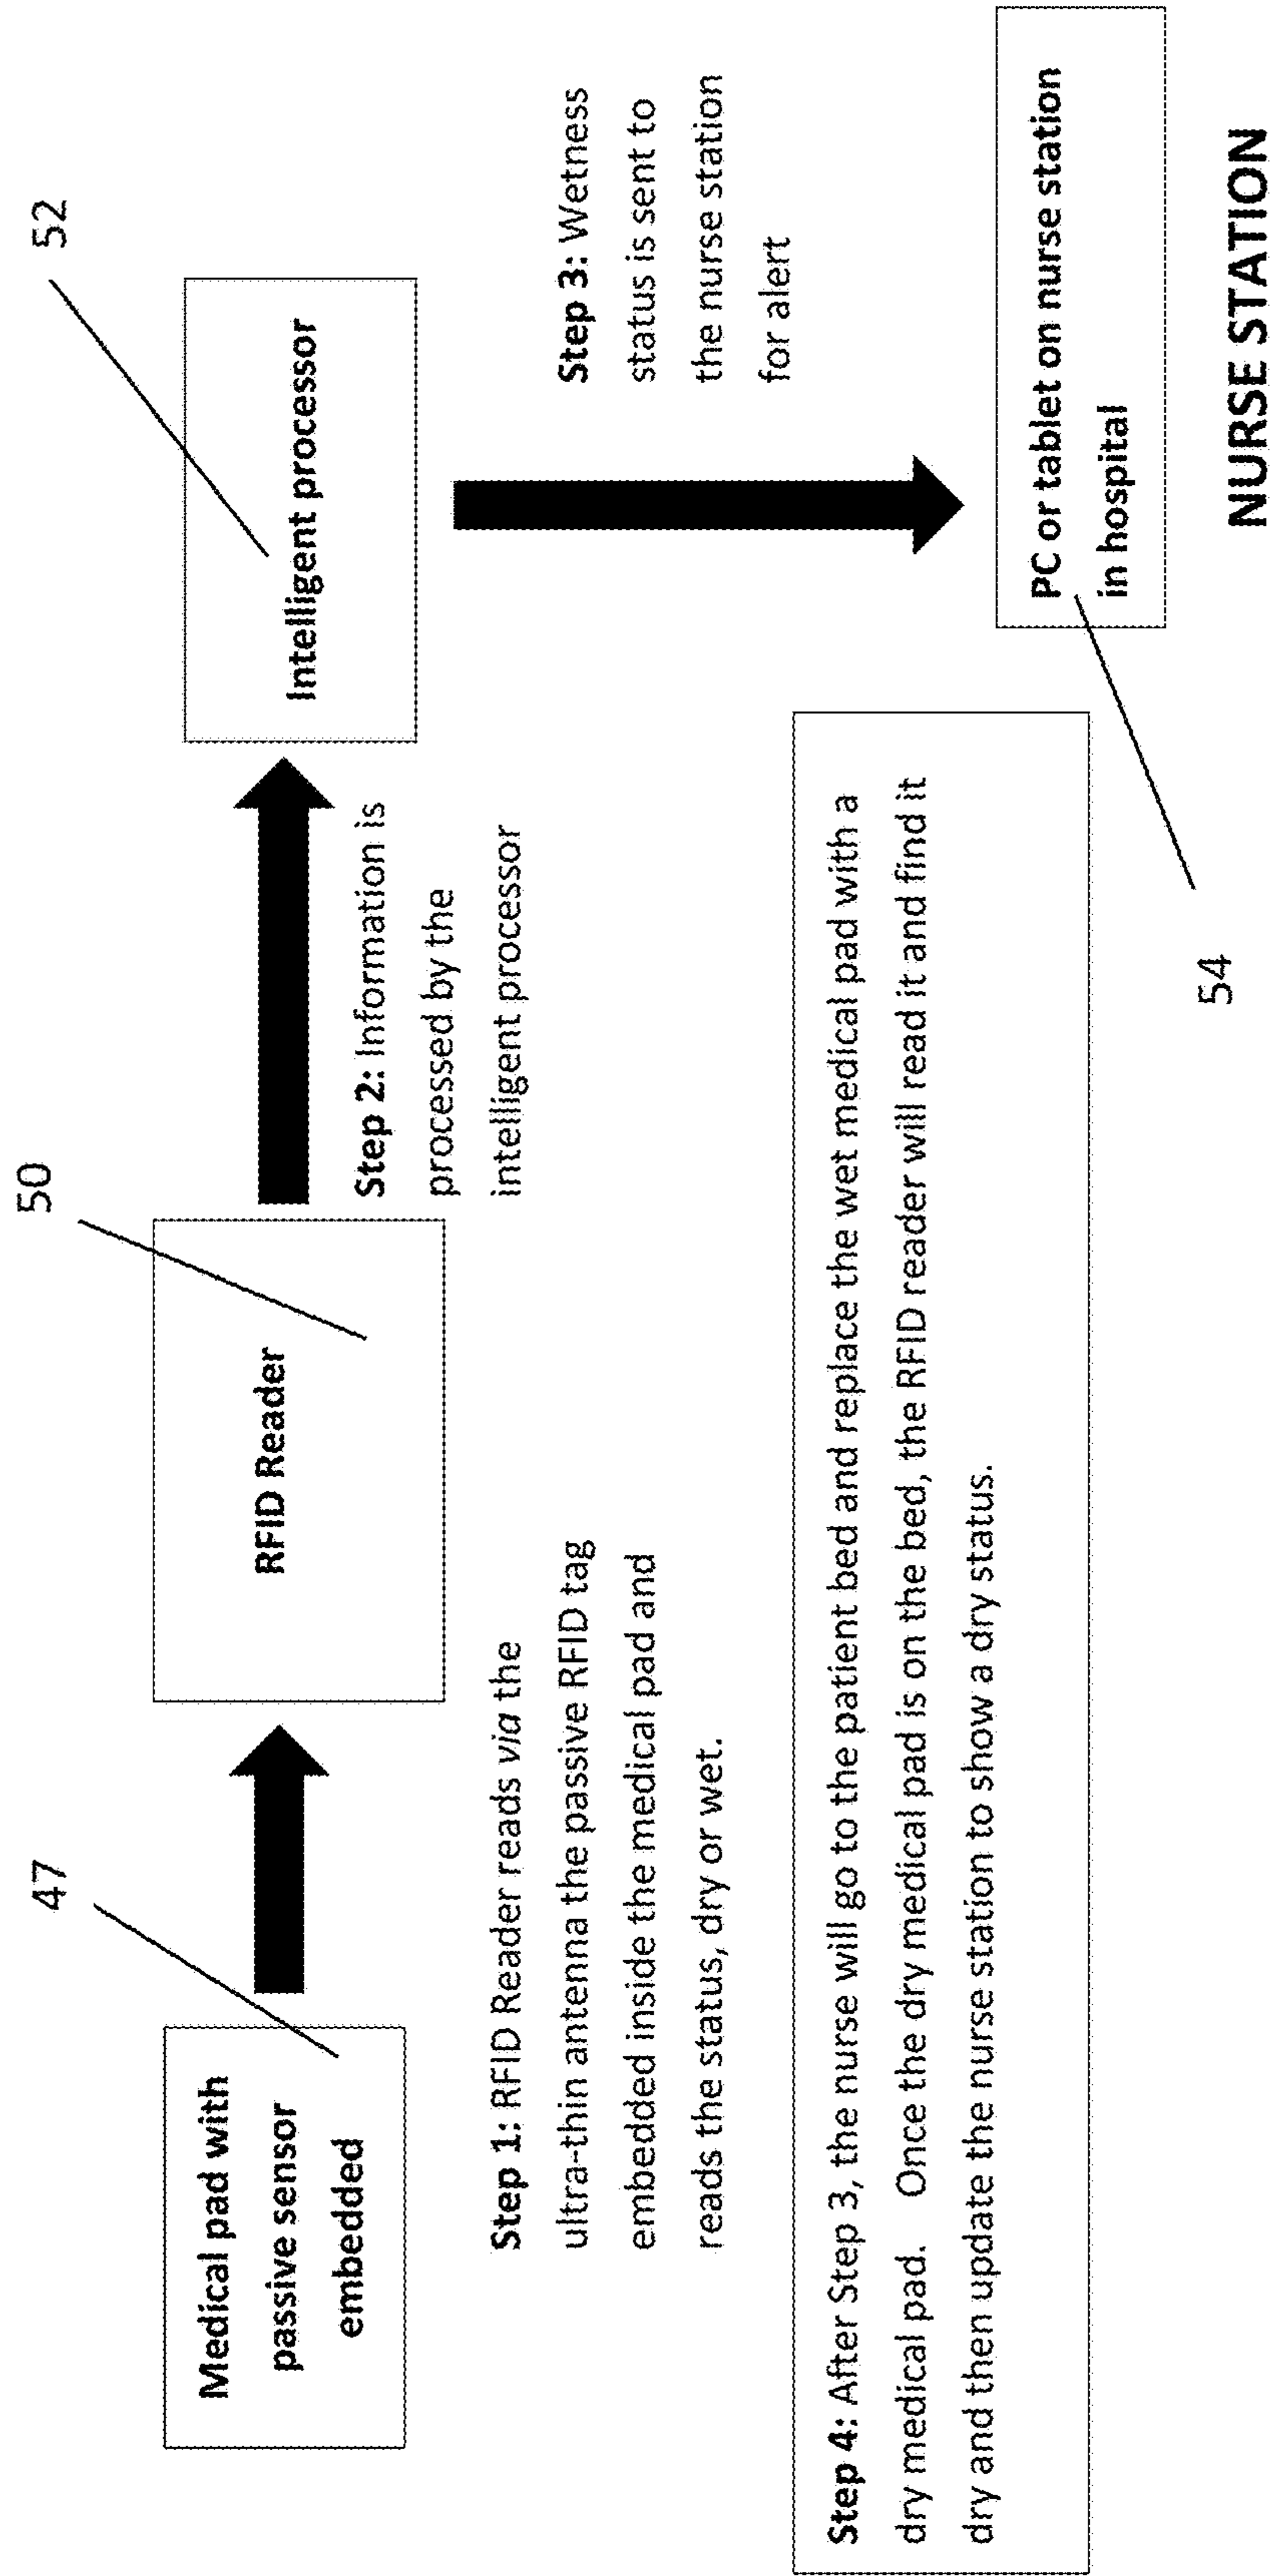 47
Medical pad with
passive sensor
embedded
50
RFID Reader
52
Intelligent processor
Step 1: RFID Reader reads via the
ultra-thin antenna the passive RFID tag
embedded inside the medical pad and
reads the status, dry or wet.
Step 2: Information is
processed by the
intelligent processor
Step 3: Wetness
status is sent to
the nurse station
for alert
Step 4: After Step 3, the nurse will go to the patient bed and replace the wet medical pad with a
dry medical pad. Once the dry medical pad is on the bed, the RFID reader will read it and find it
dry and then update the nurse station to show a dry status.
PC or tablet on nurse station
in hospital
54
NURSE STATION